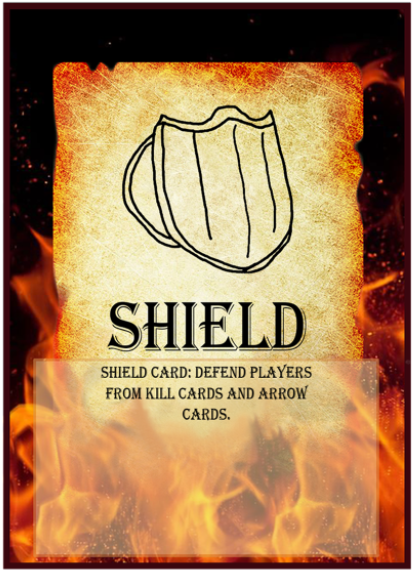 SHIELD
SHIELD CARD: DEFEND PLAYERS
FROM KILL CARDS AND ARROW
CARDS.